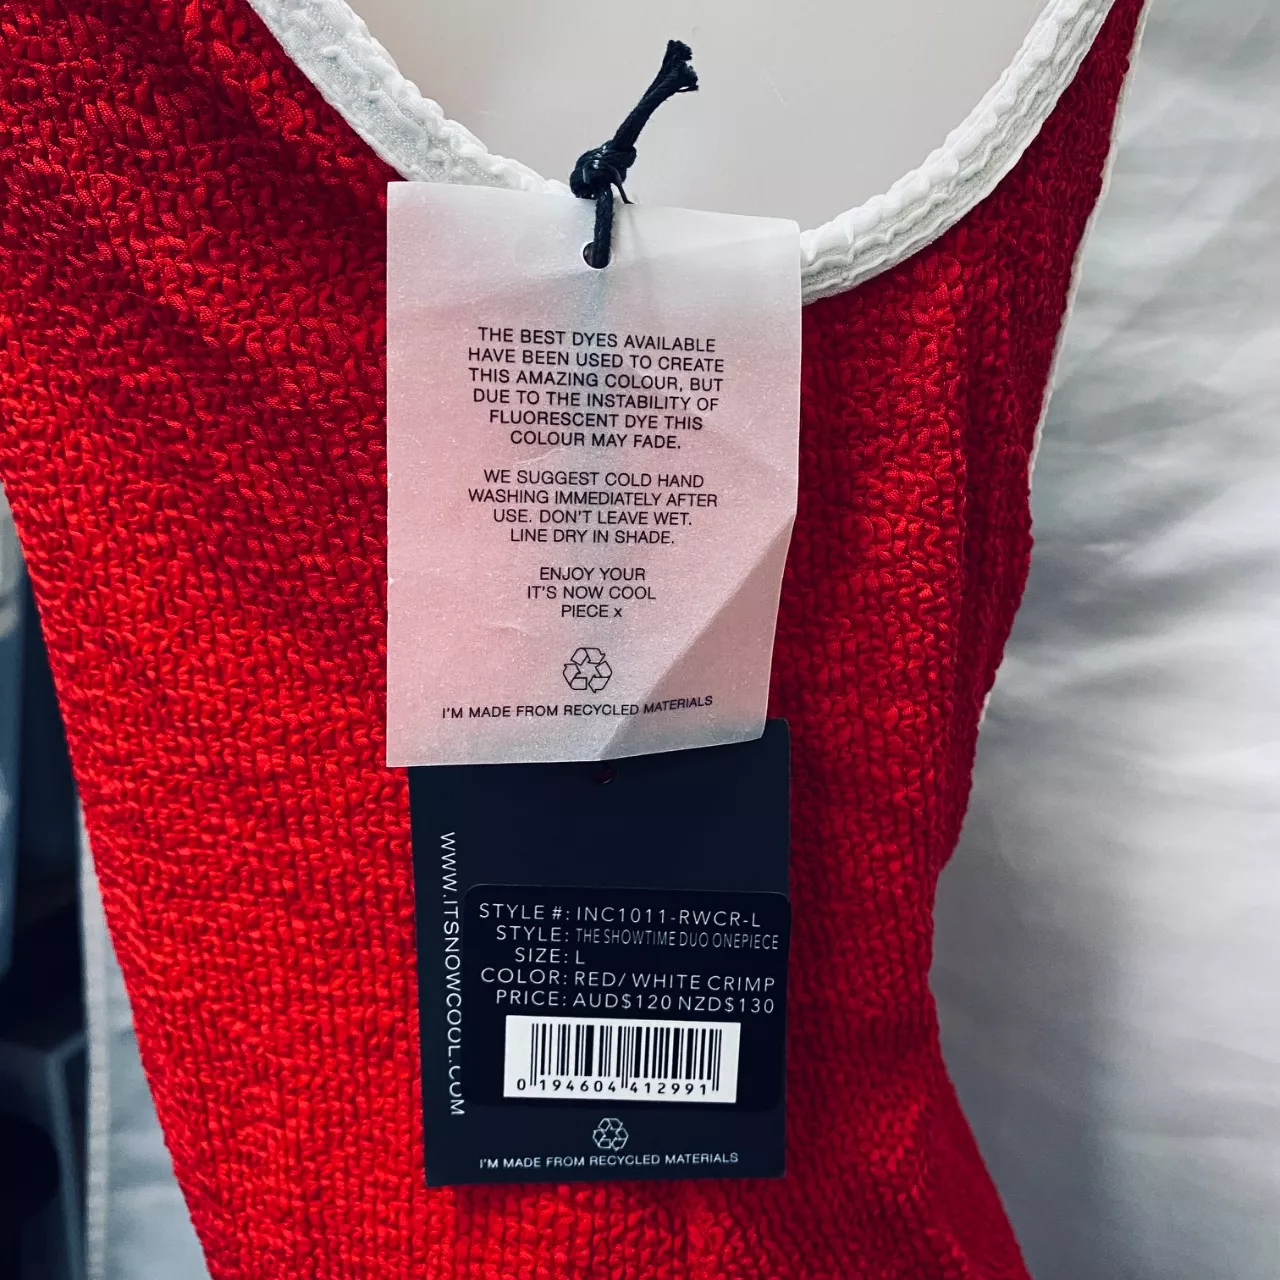 THE BEST DYES AVAILABLE
HAVE BEEN USED TO CREATE
THIS AMAZING COLOUR, BUT
DUE TO THE INSTABILITY OF
FLUORESCENT DYE THIS
COLOUR MAY FADE.
WE SUGGEST COLD HAND
WASHING IMMEDIATELY AFTER
USE. DON'T LEAVE WET.
LINE DRY IN SHADE.
ENJOY YOUR
IT'S NOW COOL
PIECE x
I'M MADE FROM RECYCLED MATERIALS
WWW.ITSNOWCOOL.COM
STYLE #: INC1011-RWCR-L
STYLE: THE SHOWTIME DUO ONEPIECE
SIZE: L
COLOR: RED/ WHITE CRIMP
PRICE: AUD$120 NZD$130
0 194604 412991
I'M MADE FROM RECYCLED MATERIALS